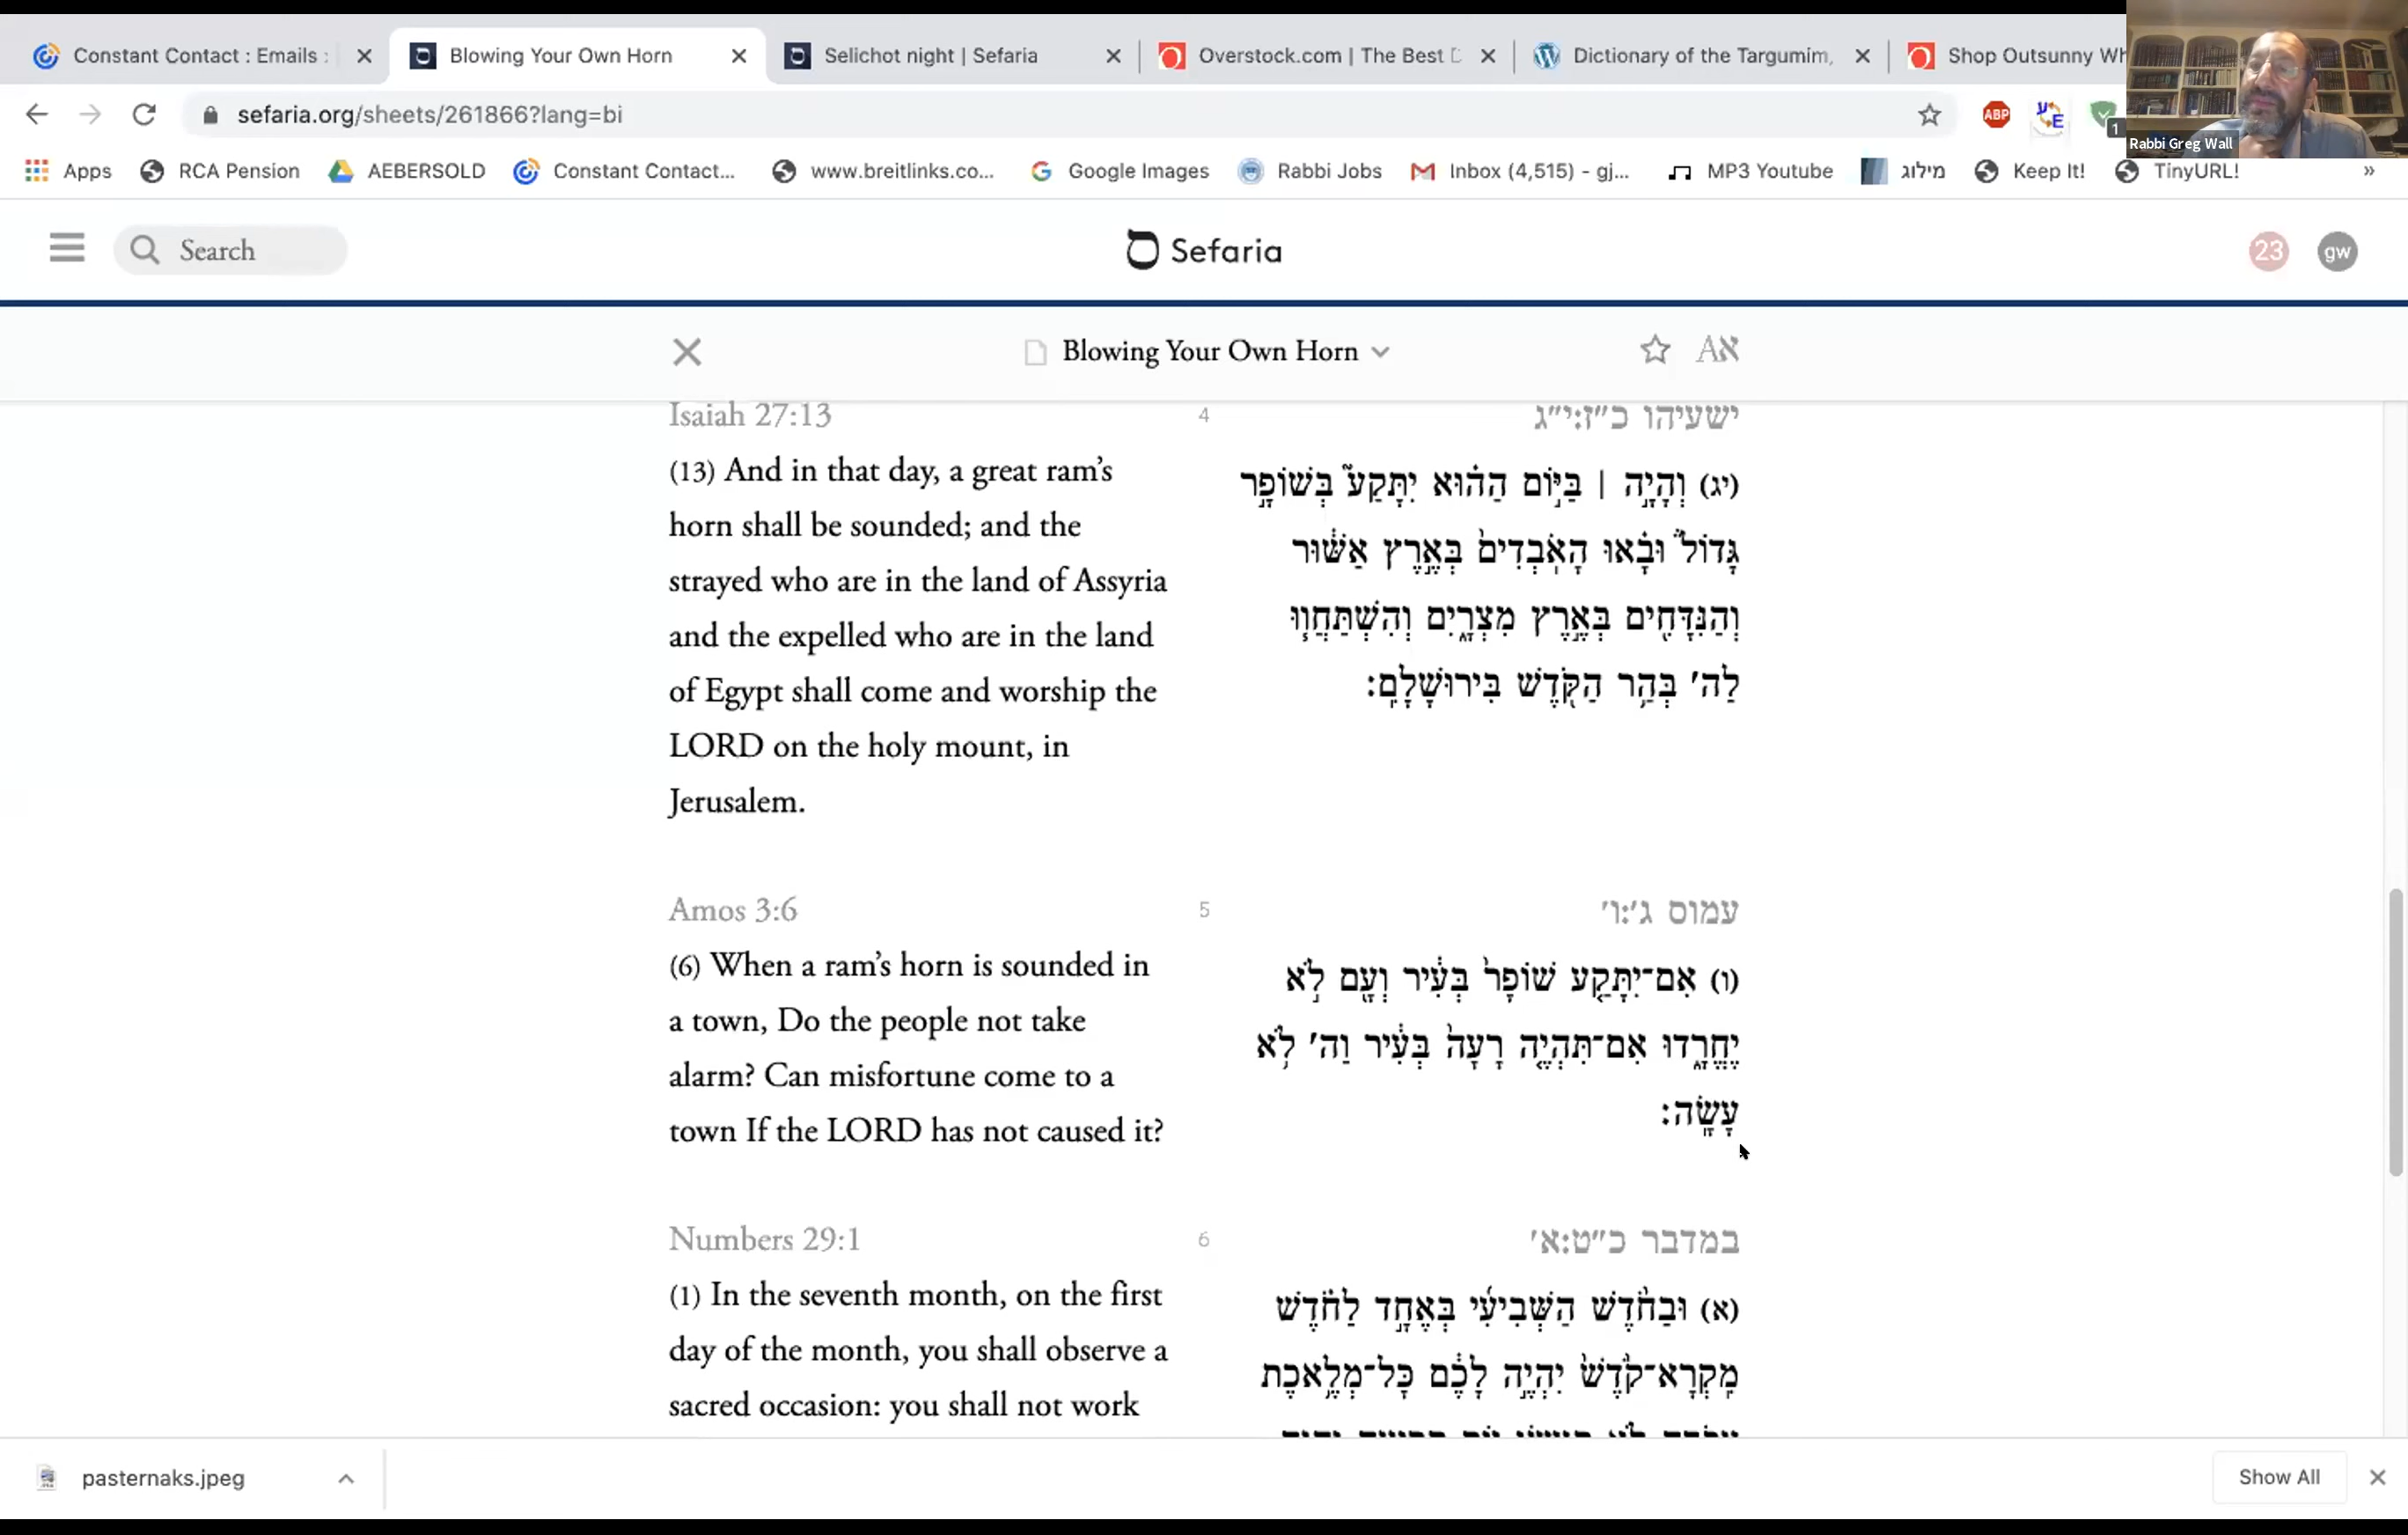 Constant Contact : Emails :
Blowing Your Own Horn
Selichot night | Sefaria
Overstock.com | The Best D
Dictionary of the Targumim,
Shop Outsunny Wh
sefaria.org/sheets/261866?lang=bi
ABP
1
Rabbi Greg Wall
Apps
RCA Pension
AEBERSOLD
Constant Contact...
www.breitlinks.co...
Google Images
Rabbi Jobs
Inbox (4,515) - gj...
MP3 Youtube
מילוג
Keep It!
TinyURL!
»
Search
Sefaria
23
gw
Blowing Your Own Horn
Aא
Isaiah 27:13
4
ישעיהו כ״ז:י״ג
(13) And in that day, a great ram's
horn shall be sounded; and the
strayed who are in the land of Assyria
and the expelled who are in the land
of Egypt shall come and worship the
LORD on the holy mount, in
Jerusalem.
(יג) וְהָיָ֣ה | בַּיּ֣וֹם הַה֗וּא יִתָּקַע֮ בְּשׁוֹפָ֣ר
גָּדוֹל֒ וּבָ֗אוּ הָאֹֽבְדִים֙ בְּאֶ֣רֶץ אַשּׁ֔וּר
וְהַנִּדָּחִ֖ים בְּאֶ֣רֶץ מִצְרָ֑יִם וְהִשְׁתַּחֲו֧וּ
לַה׳ בְּהַ֥ר הַקֹּ֖דֶשׁ בִּירוּשָׁלָֽ͏ִם׃
Amos 3:6
5
עמוס ג׳:ו׳
(6) When a ram's horn is sounded in
a town, Do the people not take
alarm? Can misfortune come to a
town If the LORD has not caused it?
(ו) אִם־יִתָּקַ֤ע שׁוֹפָר֙ בְּעִ֔יר וְעָ֖ם לֹ֣א
יֶחֱרָ֑דוּ אִם־תִּהְיֶ֤ה רָעָה֙ בְּעִ֔יר וַה׳ לֹ֥א
עָשָֽׂה׃
Numbers 29:1
6
במדבר כ״ט:א׳
(1) In the seventh month, on the first
day of the month, you shall observe a
sacred occasion: you shall not work
(א) וּבַחֹ֨דֶשׁ הַשְּׁבִיעִ֜י בְּאֶחָ֣ד לַחֹ֗דֶשׁ
מִֽקְרָא־קֹ֙דֶשׁ֙ יִהְיֶ֣ה לָכֶ֔ם כָּל־מְלֶ֥אכֶת
pasternaks.jpeg
Show All